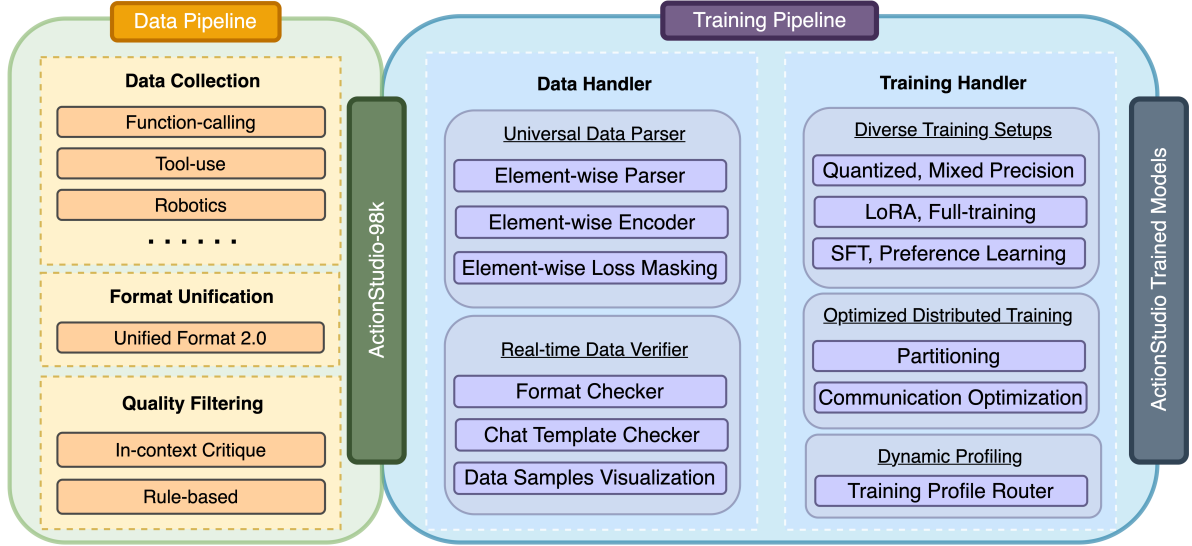 Data Pipeline
Data Collection
Function-calling
Tool-use
Robotics
. . . . . .
Format Unification
Unified Format 2.0
Quality Filtering
In-context Critique
Rule-based
ActionStudio-98k
Training Pipeline
Data Handler
Universal Data Parser
Element-wise Parser
Element-wise Encoder
Element-wise Loss Masking
Real-time Data Verifier
Format Checker
Chat Template Checker
Data Samples Visualization
Training Handler
Diverse Training Setups
Quantized, Mixed Precision
LoRA, Full-training
SFT, Preference Learning
Optimized Distributed Training
Partitioning
Communication Optimization
Dynamic Profiling
Training Profile Router
ActionStudio Trained Models